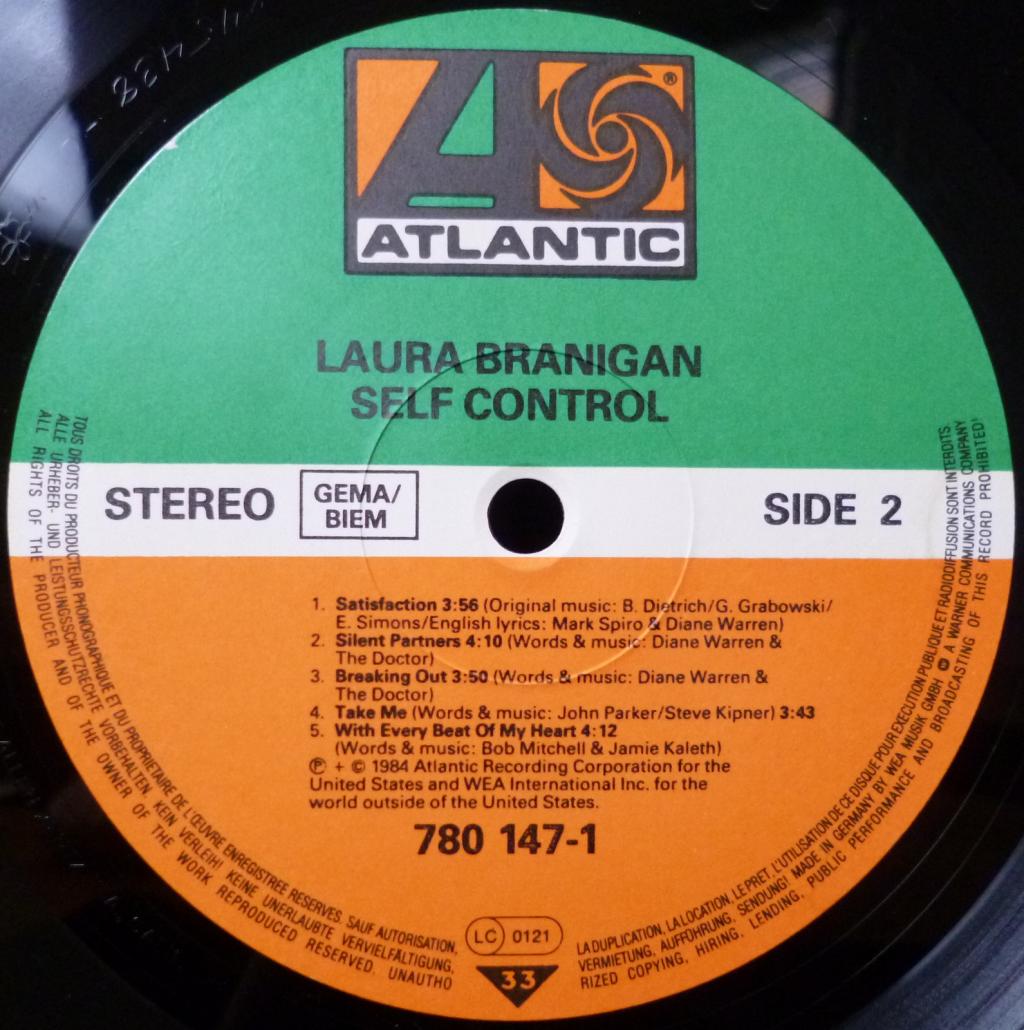 ®
ATLANTIC
LAURA BRANIGAN
SELF CONTROL
STEREO
GEMA/
BIEM
SIDE 2
1. Satisfaction 3:56 (Original music: B. Dietrich/G. Grabowski/
E. Simons/English lyrics: Mark Spiro & Diane Warren)
2. Silent Partners 4:10 (Words & music: Diane Warren &
The Doctor)
3. Breaking Out 3:50 (Words & music: Diane Warren &
The Doctor)
4. Take Me (Words & music: John Parker/Steve Kipner) 3:43
5. With Every Beat Of My Heart 4:12
(Words & music: Bob Mitchell & Jamie Kaleth)
℗ + © 1984 Atlantic Recording Corporation for the
United States and WEA International Inc. for the
world outside of the United States.
780 147-1
LC 0121
33
TOUS DROITS DU PRODUCTEUR PHONOGRAPHIQUE ET DU PROPRIETAIRE DE L'ŒUVRE ENREGISTREE RESERVES. SAUF AUTORISATION,
LA DUPLICATION, LA LOCATION, LE PRET, L'UTILISATION DE CE DISQUE POUR EXECUTION PUBLIQUE ET RADIODIFFUSION SONT INTERDITS.
ALLE URHEBER- UND LEISTUNGSSCHUTZRECHTE VORBEHALTEN. KEIN VERLEIH! KEINE UNERLAUBTE VERVIELFÄLTIGUNG,
VERMIETUNG, AUFFÜHRUNG, SENDUNG! MADE IN GERMANY BY WEA MUSIK GMBH A WARNER COMMUNICATIONS COMPANY
ALL RIGHTS OF THE PRODUCER AND OF THE OWNER OF THE WORK REPRODUCED RESERVED. UNAUTHO
RIZED COPYING, HIRING, LENDING, PUBLIC PERFORMANCE AND BROADCASTING OF THIS RECORD PROHIBITED!